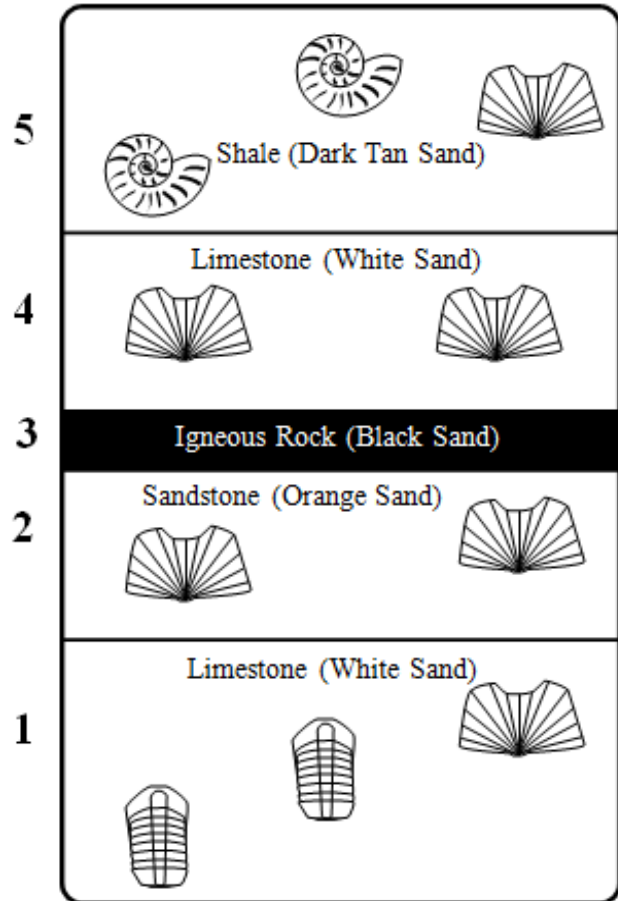 5
Shale (Dark Tan Sand)
Limestone (White Sand)
4
3
Igneous Rock (Black Sand)
Sandstone (Orange Sand)
2
Limestone (White Sand)
1